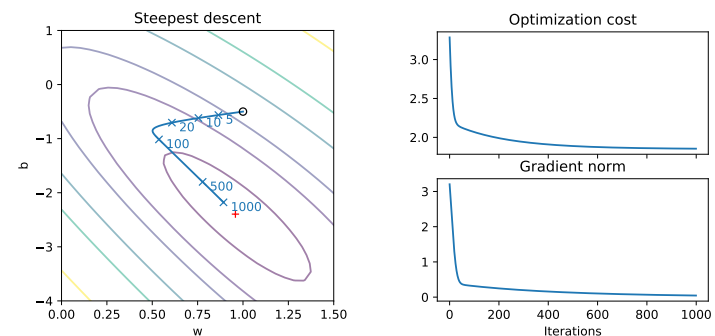 Steepest descent
1
0
−1
−2
−3
−4
b
5
10
20
100
500
1000
0.00 0.25 0.50 0.75 1.00 1.25 1.50
w
Optimization cost
3.0
2.5
2.0
Gradient norm
3
2
1
0
0 200 400 600 800 1000
Iterations